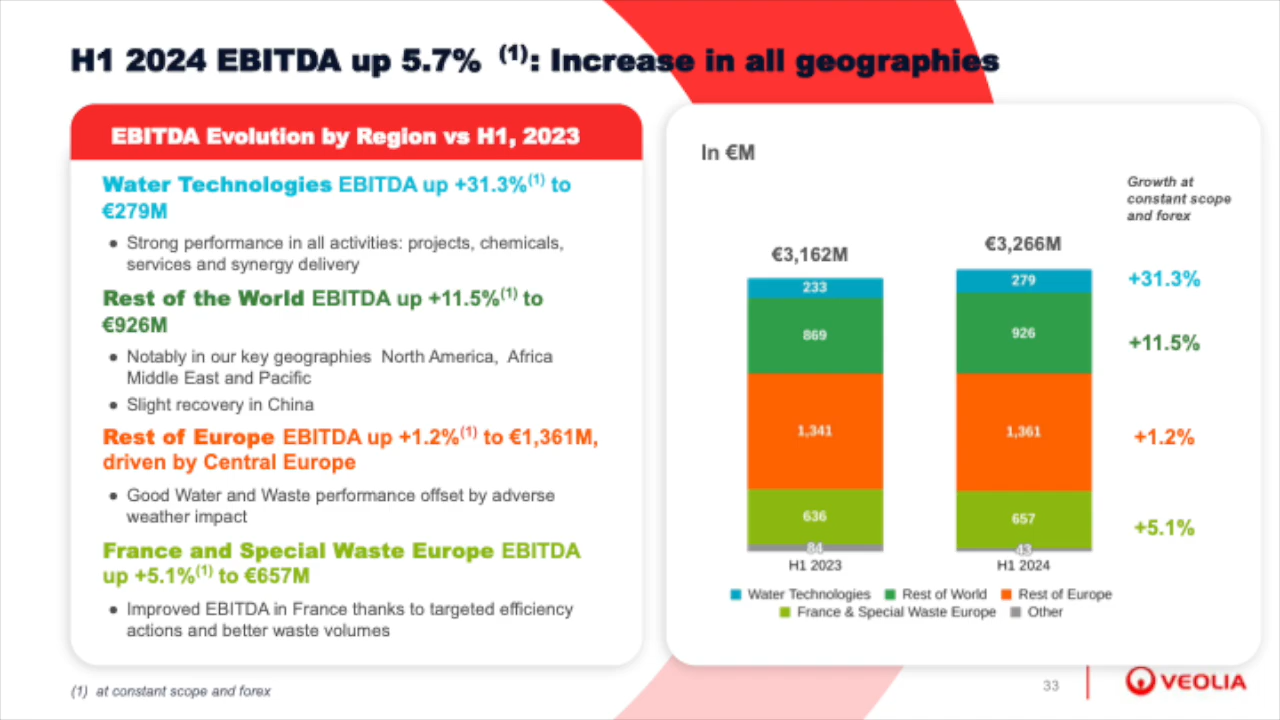 H1 2024 EBITDA up 5.7% (1): Increase in all geographies
EBITDA Evolution by Region vs H1, 2023
Water Technologies EBITDA up +31.3%(1) to
€279M
● Strong performance in all activities: projects, chemicals,
services and synergy delivery
Rest of the World EBITDA up +11.5%(1) to
€926M
● Notably in our key geographies North America, Africa
Middle East and Pacific
● Slight recovery in China
Rest of Europe EBITDA up +1.2%(1) to €1,361M,
driven by Central Europe
● Good Water and Waste performance offset by adverse
weather impact
France and Special Waste Europe EBITDA
up +5.1%(1) to €657M
● Improved EBITDA in France thanks to targeted efficiency
actions and better waste volumes
In €M
Growth at
constant scope
and forex
€3,162M
€3,266M
233
279
+31.3%
869
926
+11.5%
1,341
1,361
+1.2%
636
657
+5.1%
84
43
H1 2023
H1 2024
Water Technologies
Rest of World
Rest of Europe
France & Special Waste Europe
Other
(1) at constant scope and forex
33
VEOLIA